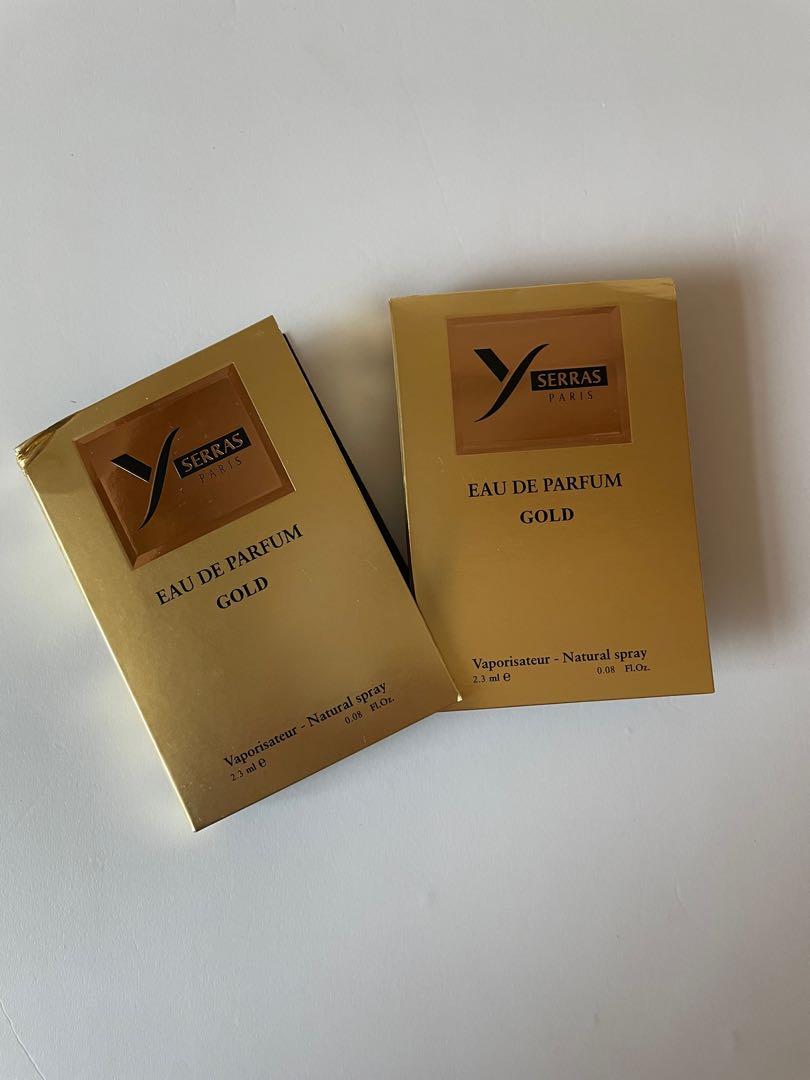 Y SERRAS
PARIS
EAU DE PARFUM
GOLD
Vaporisateur - Natural spray
2.3 ml ℮ 0.08 Fl.Oz.
Y SERRAS
PARIS
EAU DE PARFUM
GOLD
Vaporisateur - Natural spray
2.3 ml ℮ 0.08 Fl.Oz.